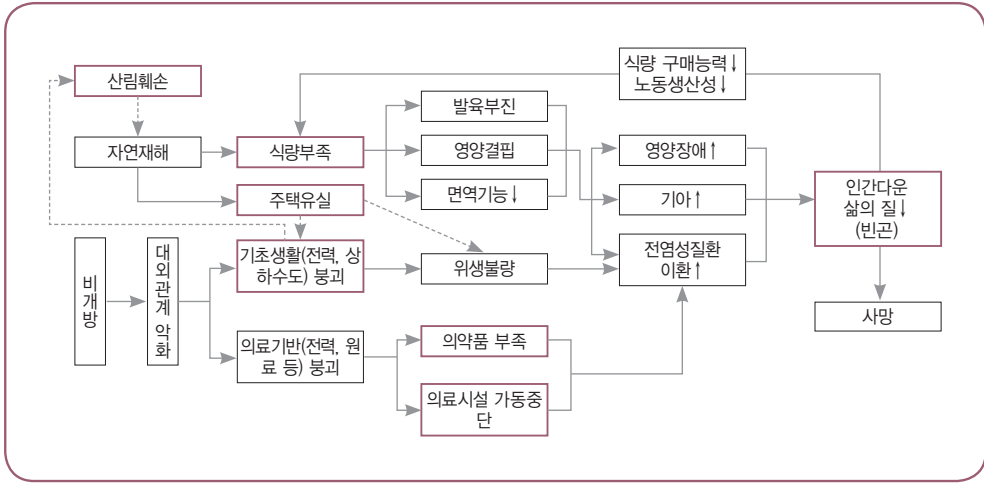 식량 구매능력↓
노동생산성↓
산림훼손
발육부진
자연재해
식량부족
영양결핍
영양장애↑
주택유실
면역기능↓
기아↑
인간다운
삶의 질↓
(빈곤)
비개방
대외관계 악화
기초생활(전력, 상
하수도) 붕괴
위생불량
전염성질환
이환↑
사망
의료기반(전력, 원
료 등) 붕괴
의약품 부족
의료시설 가동중
단